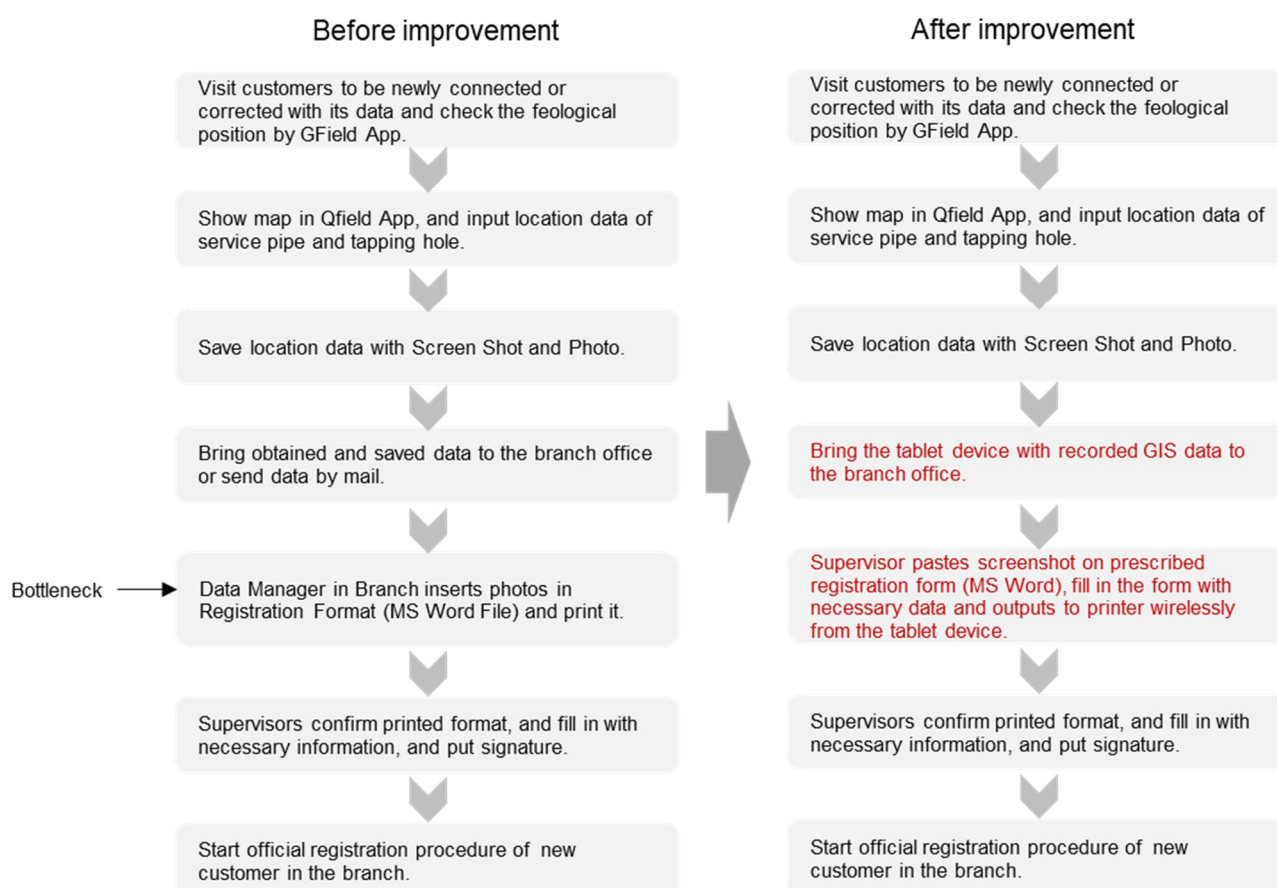 Before improvement
Visit customers to be newly connected or
corrected with its data and check the feological
position by GField App.
Show map in Qfield App, and input location data of
service pipe and tapping hole.
Save location data with Screen Shot and Photo.
Bring obtained and saved data to the branch office
or send data by mail.
Bottleneck
Data Manager in Branch inserts photos in
Registration Format (MS Word File) and print it.
Supervisors confirm printed format, and fill in with
necessary information, and put signature.
Start official registration procedure of new
customer in the branch.
After improvement
Visit customers to be newly connected or
corrected with its data and check the feological
position by GField App.
Show map in Qfield App, and input location data of
service pipe and tapping hole.
Save location data with Screen Shot and Photo.
Bring the tablet device with recorded GIS data to
the branch office.
Supervisor pastes screenshot on prescribed
registration form (MS Word), fill in the form with
necessary data and outputs to printer wirelessly
from the tablet device.
Supervisors confirm printed format, and fill in with
necessary information, and put signature.
Start official registration procedure of new
customer in the branch.